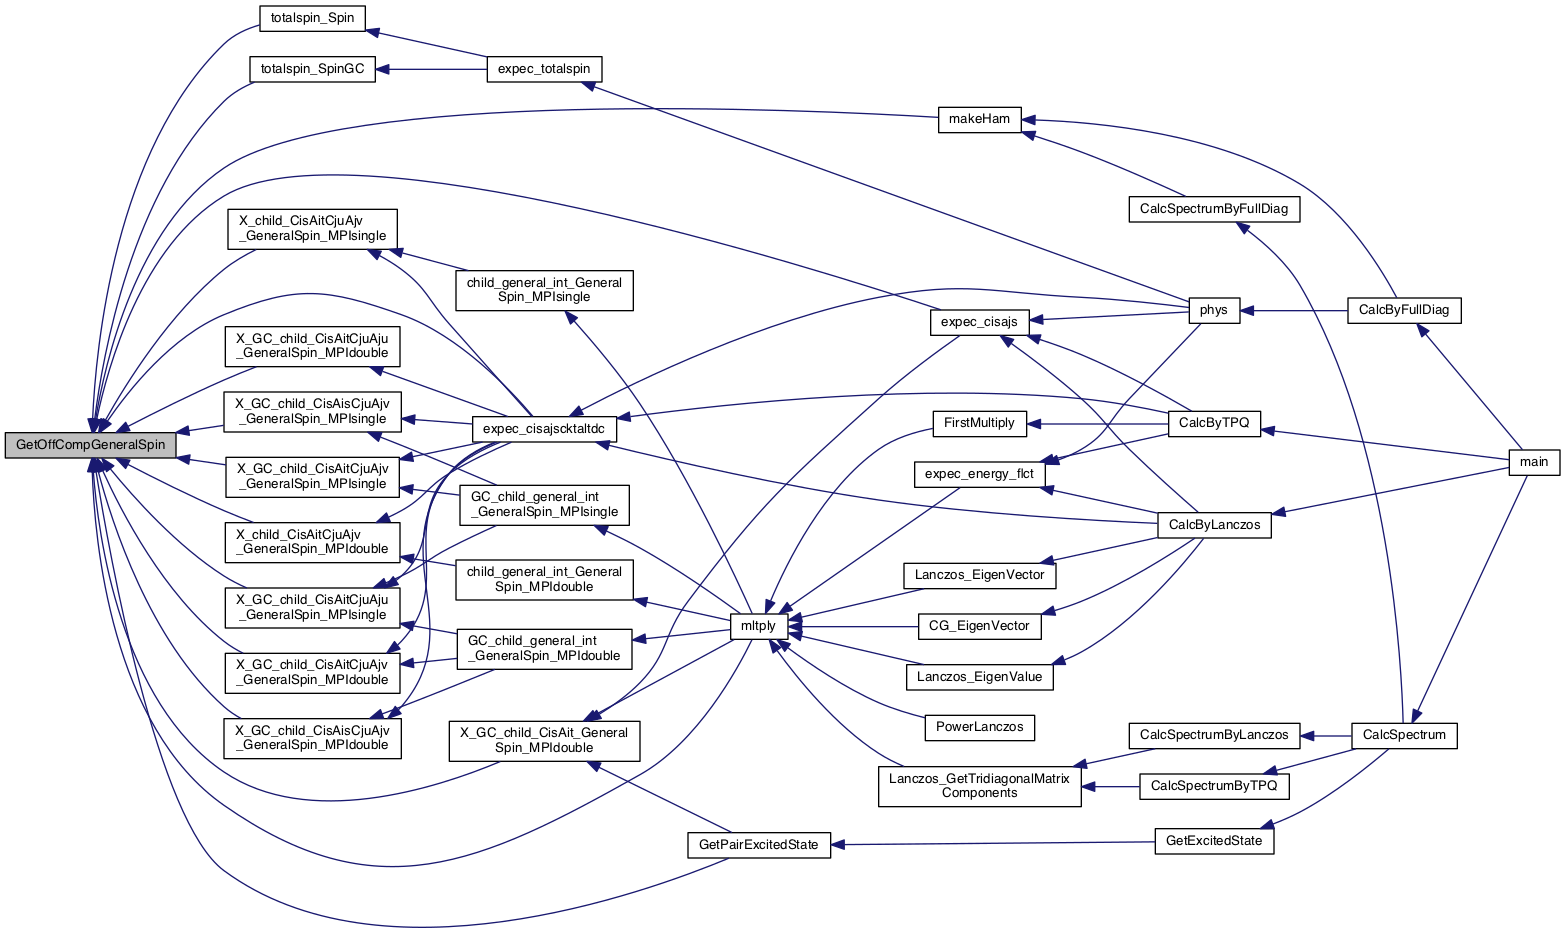 totalspin_Spin
totalspin_SpinGC
expec_totalspin
makeHam
CalcSpectrumByFullDiag
X_child_CisAitCjuAjv
_GeneralSpin_MPIsingle
child_general_int_General
Spin_MPIsingle
expec_cisajs
phys
CalcByFullDiag
X_GC_child_CisAitCjuAju
_GeneralSpin_MPIdouble
X_GC_child_CisAisCjuAjv
_GeneralSpin_MPIsingle
GetOffCompGeneralSpin
expec_cisajscktaltdc
FirstMultiply
CalcByTPQ
main
X_GC_child_CisAitCjuAjv
_GeneralSpin_MPIsingle
expec_energy_flct
GC_child_general_int
_GeneralSpin_MPIsingle
X_child_CisAitCjuAjv
_GeneralSpin_MPIdouble
CalcByLanczos
child_general_int_General
Spin_MPIdouble
Lanczos_EigenVector
X_GC_child_CisAitCjuAju
_GeneralSpin_MPIsingle
mltply
CG_EigenVector
GC_child_general_int
_GeneralSpin_MPIdouble
X_GC_child_CisAitCjuAjv
_GeneralSpin_MPIdouble
Lanczos_EigenValue
X_GC_child_CisAisCjuAjv
_GeneralSpin_MPIdouble
X_GC_child_CisAit_General
Spin_MPIdouble
PowerLanczos
CalcSpectrumByLanczos
CalcSpectrum
Lanczos_GetTridiagonalMatrix
Components
CalcSpectrumByTPQ
GetPairExcitedState
GetExcitedState